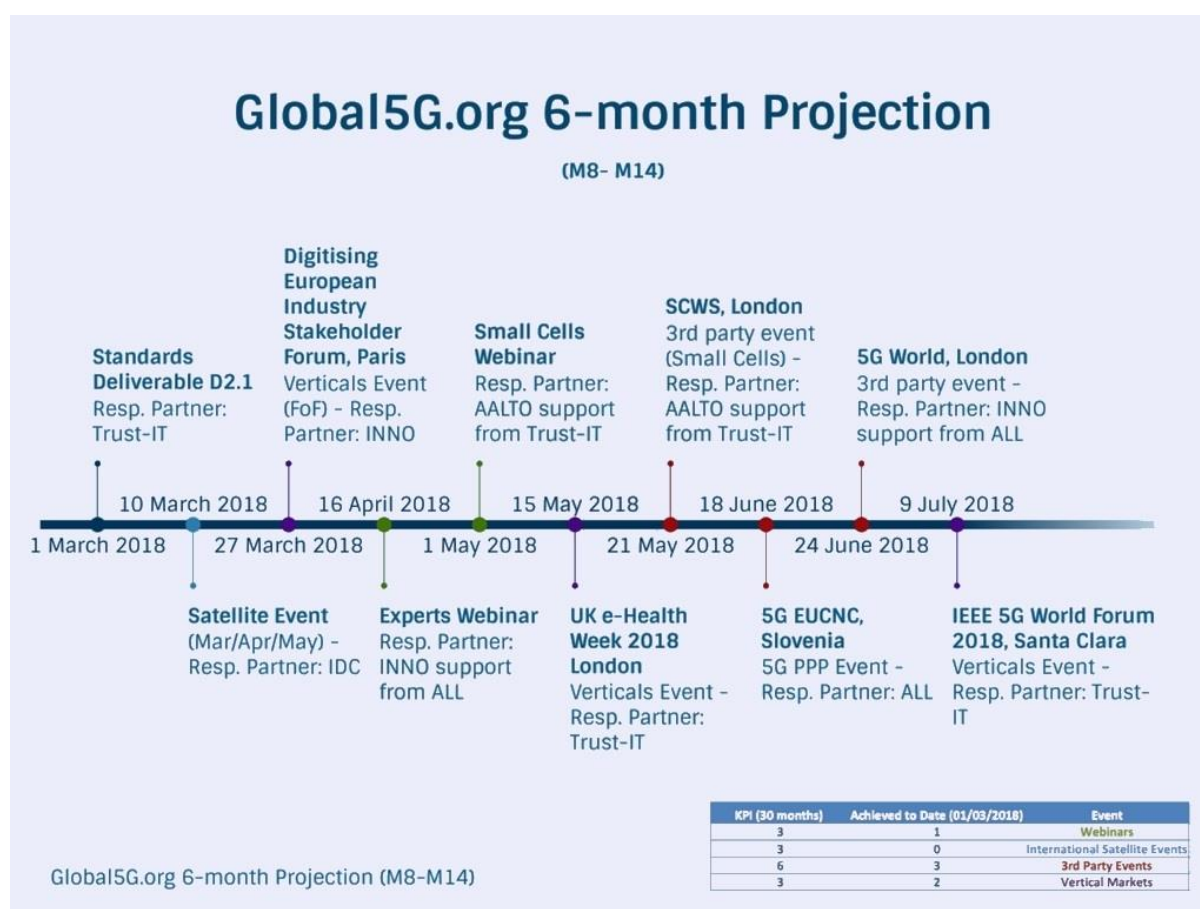 Global5G.org 6-month Projection
(M8- M14)
Standards
Deliverable D2.1
Resp. Partner:
Trust-IT
Digitising
European
Industry
Stakeholder
Forum, Paris
Verticals Event
(FoF) - Resp.
Partner: INNO
Small Cells
Webinar
Resp. Partner:
AALTO support
from Trust-IT
SCWS, London
3rd party event
(Small Cells) -
Resp. Partner:
AALTO support
from Trust-IT
5G World, London
3rd party event -
Resp. Partner: INNO
support from ALL
10 March 2018 16 April 2018 15 May 2018 18 June 2018 9 July 2018
1 March 2018 27 March 2018 1 May 2018 21 May 2018 24 June 2018
Satellite Event
(Mar/Apr/May) -
Resp. Partner: IDC
Experts Webinar
Resp. Partner:
INNO support
from ALL
UK e-Health
Week 2018
London
Verticals Event -
Resp. Partner:
Trust-IT
5G EUCNC,
Slovenia
5G PPP Event -
Resp. Partner: ALL
IEEE 5G World Forum
2018, Santa Clara
Verticals Event -
Resp. Partner: Trust-
IT
KPI (30 months) Achieved to Date (01/03/2018) Event
3 1 Webinars
3 0 International Satellite Events
6 3 3rd Party Events
3 2 Vertical Markets
Global5G.org 6-month Projection (M8-M14)